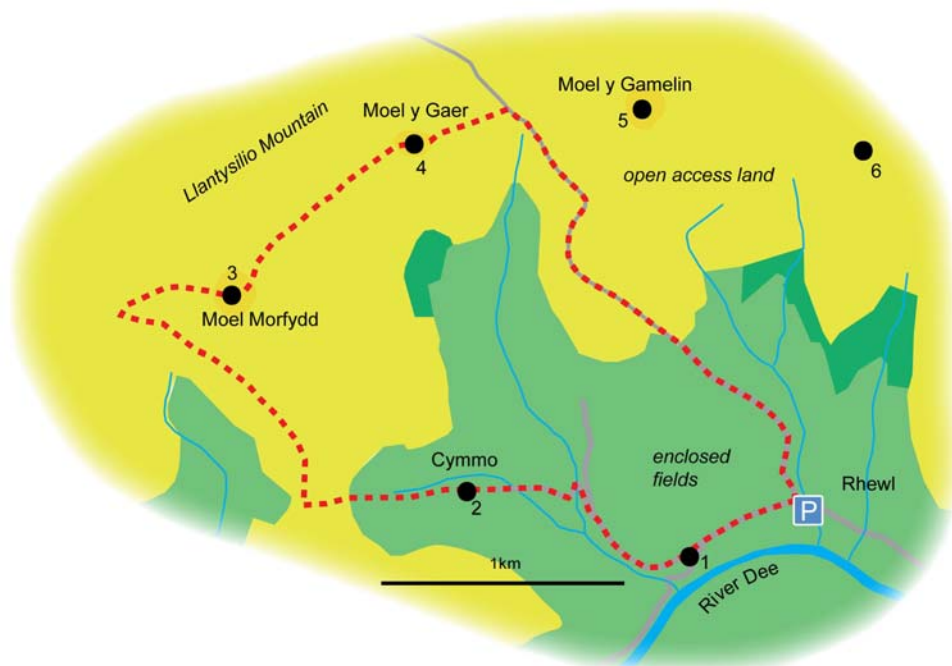 Moel y Gamelin
5
Moel y Gaer
4
6
Llantysilio Mountain
open access land
3
Moel Morfydd
Cymmo
2
enclosed
fields
Rhewl
P
1
1km
River Dee